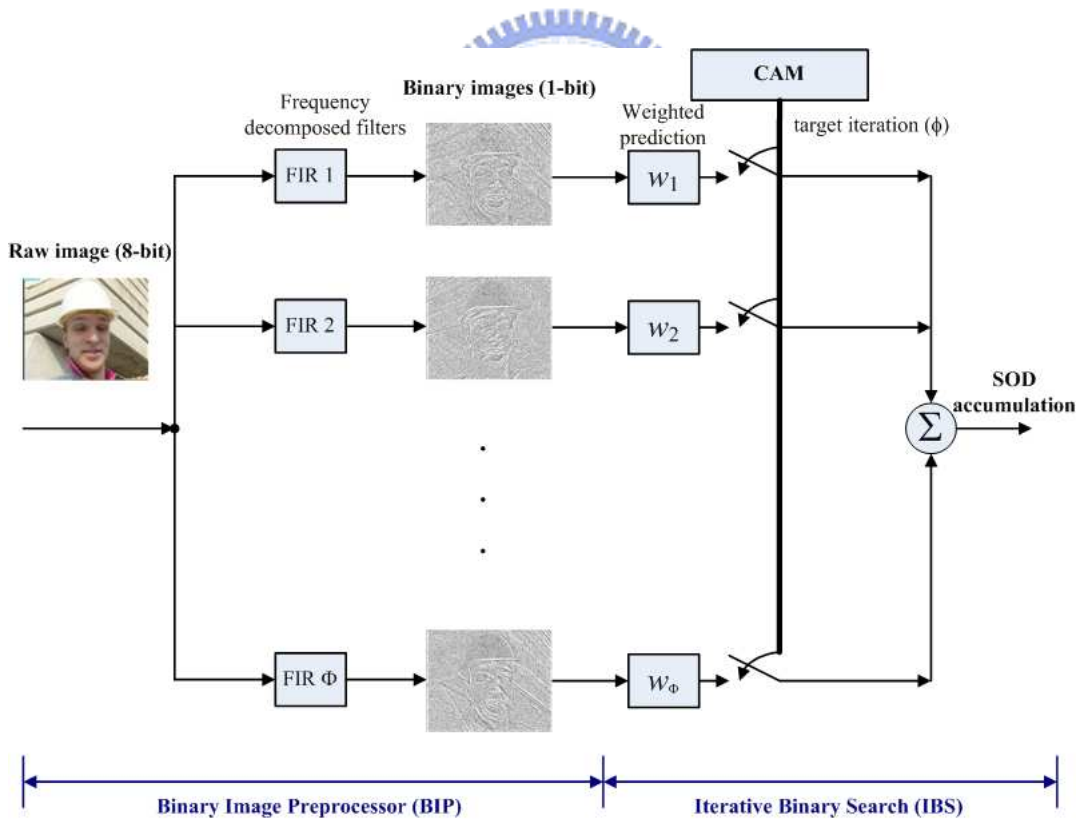 CAM
Binary images (1-bit)
Frequency
decomposed filters
Weighted
prediction
target iteration (ϕ)
FIR 1
w₁
Raw image (8-bit)
FIR 2
w₂
SOD
accumulation
Σ
FIR Φ
w_Φ
Binary Image Preprocessor (BIP)
Iterative Binary Search (IBS)